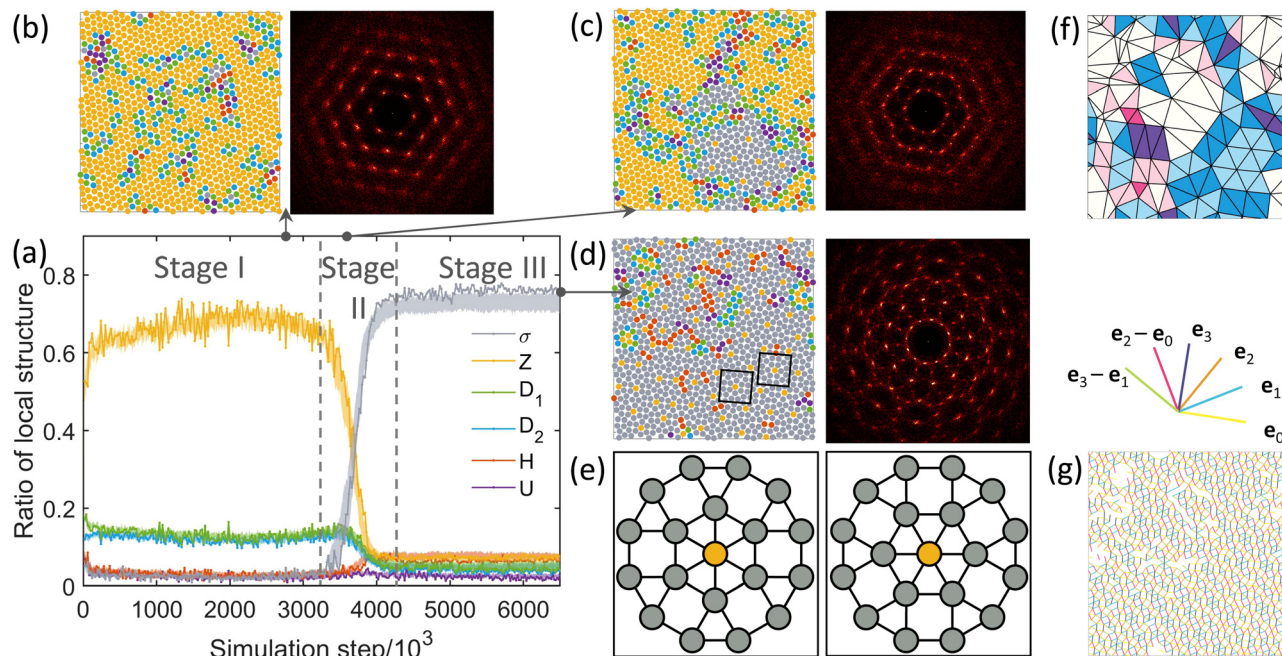 (b)
(c)
(f)
(a)
Stage I
Stage
II
Stage III
0.8
0.6
0.4
0.2
0
Ratio of local structure
σ
Z
D₁
D₂
H
U
0 1000 2000 3000 4000 5000 6000
Simulation step/10³
(d)
(e)
e₂−e₀
e₃
e₂
e₃−e₁
e₁
e₀
(g)